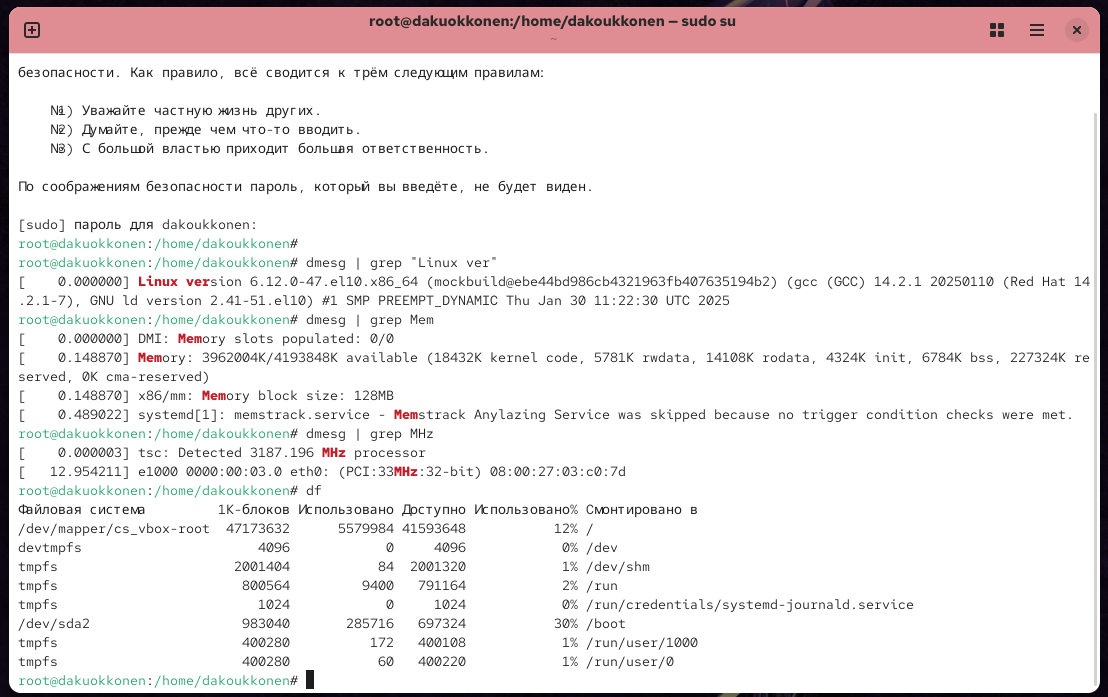 root@dakuokkonen:/home/dakoukkonen — sudo su
~
безопасности. Как правило, всё сводится к трём следующим правилам:
№1) Уважайте частную жизнь других.
№2) Думайте, прежде чем что-то вводить.
№3) С большой властью приходит большая ответственность.
По соображениям безопасности пароль, который вы введёте, не будет виден.
[sudo] пароль для dakoukkonen:
root@dakuokkonen:/home/dakoukkonen#
root@dakuokkonen:/home/dakoukkonen# dmesg | grep "Linux ver"
[    0.000000] Linux version 6.12.0-47.el10.x86_64 (mockbuild@ebe44bd986cb4321963fb407635194b2) (gcc (GCC) 14.2.1 20250110 (Red Hat 14
.2.1-7), GNU ld version 2.41-51.el10) #1 SMP PREEMPT_DYNAMIC Thu Jan 30 11:22:30 UTC 2025
root@dakuokkonen:/home/dakoukkonen# dmesg | grep Mem
[    0.000000] DMI: Memory slots populated: 0/0
[    0.148870] Memory: 3962004K/4193848K available (18432K kernel code, 5781K rwdata, 14108K rodata, 4324K init, 6784K bss, 227324K re
served, 0K cma-reserved)
[    0.148870] x86/mm: Memory block size: 128MB
[    0.489022] systemd[1]: memstrack.service - Memstrack Anylazing Service was skipped because no trigger condition checks were met.
root@dakuokkonen:/home/dakoukkonen# dmesg | grep MHz
[    0.000003] tsc: Detected 3187.196 MHz processor
[   12.954211] e1000 0000:00:03.0 eth0: (PCI:33MHz:32-bit) 08:00:27:03:c0:7d
root@dakuokkonen:/home/dakoukkonen# df
Файловая система         1K-блоков Использовано Доступно Использовано% Смонтировано в
/dev/mapper/cs_vbox-root  47173632      5579984 41593648           12% /
devtmpfs                      4096            0     4096            0% /dev
tmpfs                      2001404           84  2001320            1% /dev/shm
tmpfs                       800564         9400   791164            2% /run
tmpfs                         1024            0     1024            0% /run/credentials/systemd-journald.service
/dev/sda2                   983040       285716   697324           30% /boot
tmpfs                       400280          172   400108            1% /run/user/1000
tmpfs                       400280           60   400220            1% /run/user/0
root@dakuokkonen:/home/dakoukkonen#